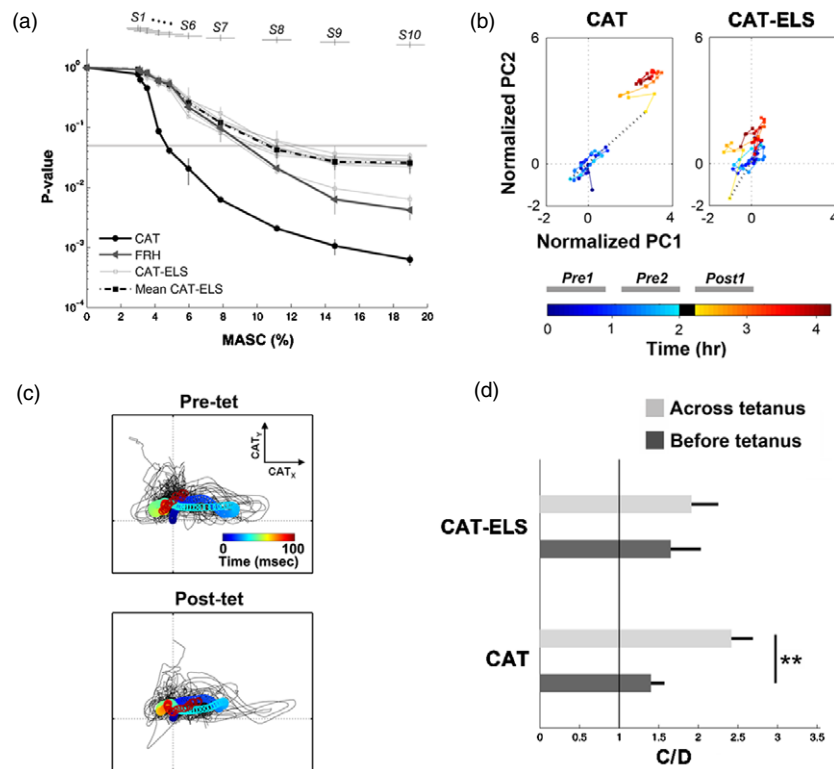 (a)
S1 •••• S6 S7 S8 S9 S10
P-value
10⁰
10⁻¹
10⁻²
10⁻³
10⁻⁴
CAT
FRH
CAT-ELS
Mean CAT-ELS
0 2 4 6 8 10 12 14 16 18 20
MASC (%)
(b)
CAT CAT-ELS
Normalized PC2
6 6
4
2
0 0
-2 -2
-2 0 4 -2 0 4
Normalized PC1
Pre1 Pre2 Post1
0 1 2 3 4
Time (hr)
(c)
Pre-tet
CATY
CATX
0 100
Time (msec)
Post-tet
(d)
Across tetanus
Before tetanus
CAT-ELS
CAT
**
0 0.5 1 1.5 2 2.5 3 3.5
C/D